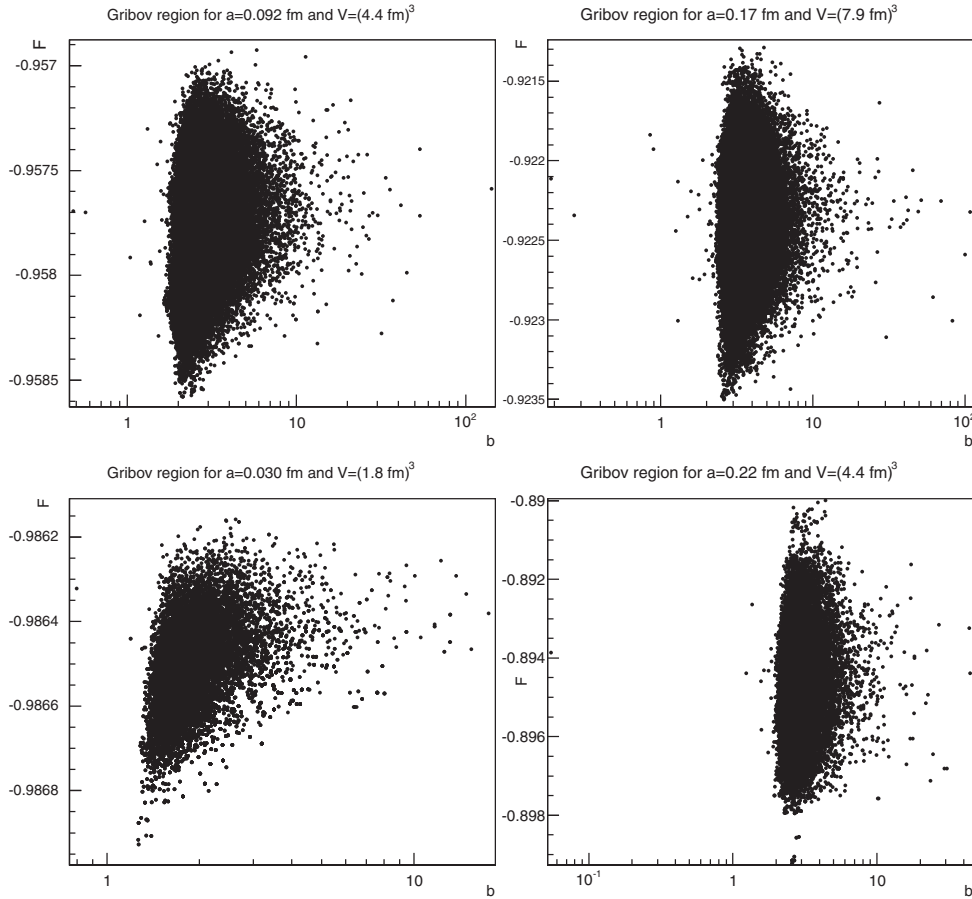 Gribov region for a=0.092 fm and V=(4.4 fm)³
F
-0.957
-0.9575
-0.958
-0.9585
1
10
10²
b
Gribov region for a=0.17 fm and V=(7.9 fm)³
F
-0.9215
-0.922
-0.9225
-0.923
-0.9235
1
10
10²
b
Gribov region for a=0.030 fm and V=(1.8 fm)³
F
-0.9862
-0.9864
-0.9866
-0.9868
1
10
b
Gribov region for a=0.22 fm and V=(4.4 fm)³
-0.89
-0.892
-0.894
F
-0.896
-0.898
10⁻¹
1
10
b